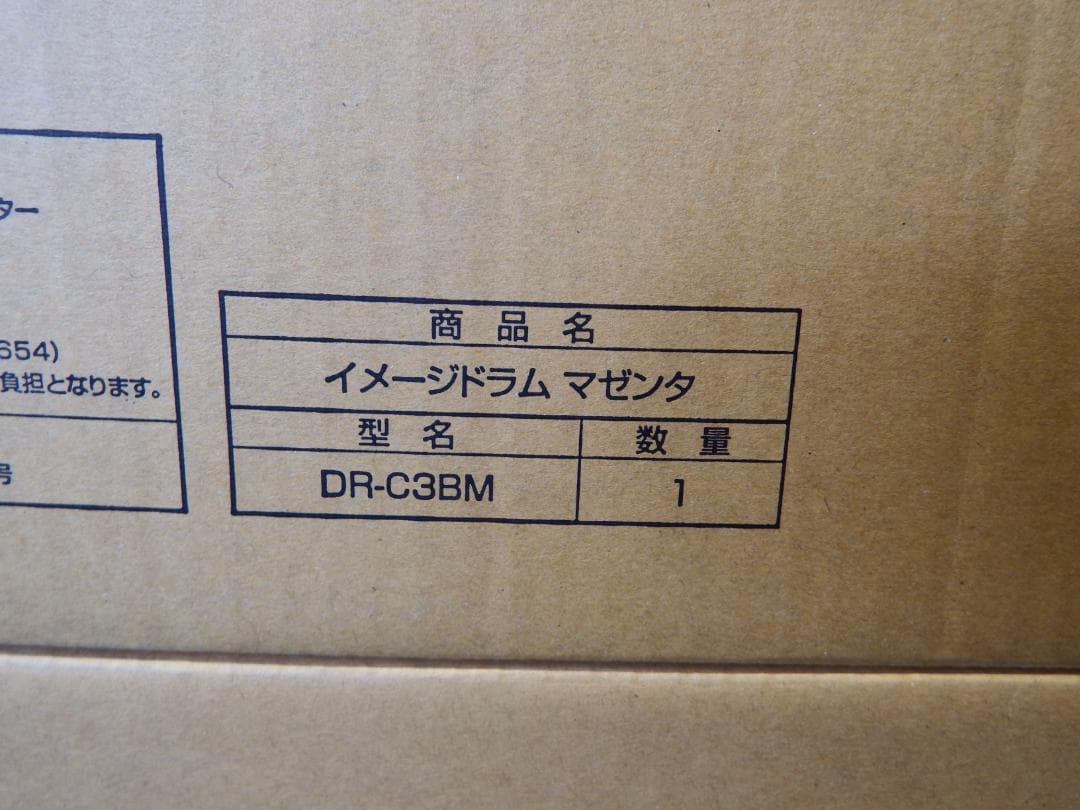 ター
654)
負担となります。
号
商品名
イメージドラム マゼンタ
型名 数量
DR-C3BM 1